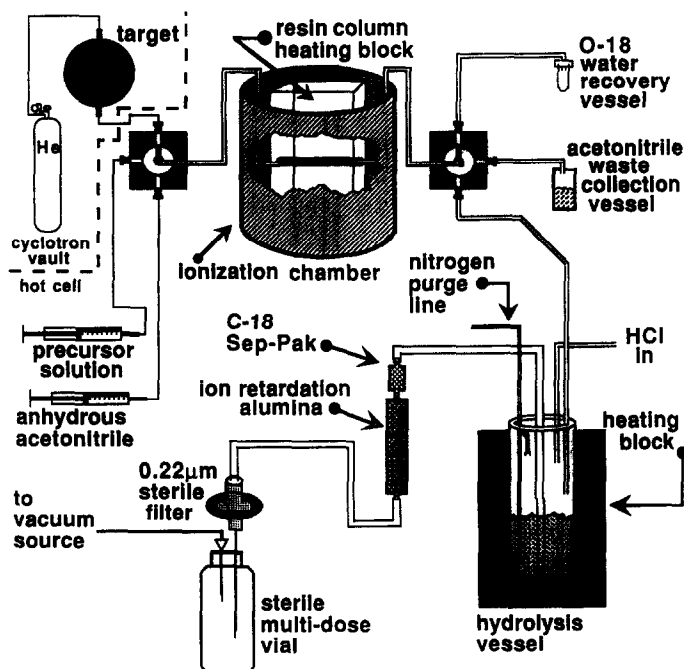 target
resin column
heating block
O-18
water
recovery
vessel
He
acetonitrile
waste
collection
vessel
cyclotron
vault
hot cell
ionization chamber
nitrogen
purge
line
precursor
solution
C-18
Sep-Pak
HCl
in
anhydrous
acetonitrile
ion retardation
alumina
heating
block
0.22μm
sterile
filter
to
vacuum
source
sterile
multi-dose
vial
hydrolysis
vessel